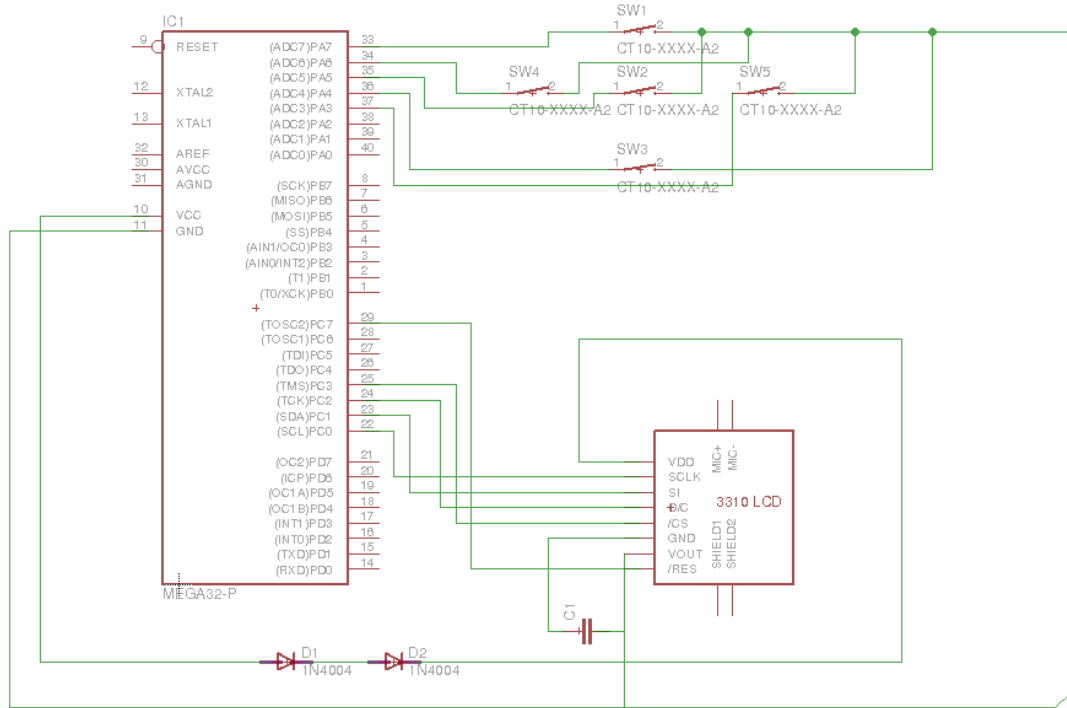 IC1
9 RESET
12 XTAL2
13 XTAL1
32 AREF
30 AVCC
31 AGND
10 VCC
11 GND
(ADC7)PA7 33
(ADC6)PA6 34
(ADC5)PA5 35
(ADC4)PA4 36
(ADC3)PA3 37
(ADC2)PA2 38
(ADC1)PA1 39
(ADC0)PA0 40
(SCK)PB7 8
(MISO)PB6 7
(MOSI)PB5 6
(SS)PB4 5
(AIN1/OC0)PB3 4
(AIN0/INT2)PB2 3
(T1)PB1 2
(T0/XCK)PB0 1
(TOSC2)PC7 29
(TOSC1)PC6 28
(TDI)PC5 27
(TDO)PC4 26
(TMS)PC3 25
(TCK)PC2 24
(SDA)PC1 23
(SCL)PC0 22
(OC2)PD7 21
(ICP)PD6 20
(OC1A)PD5 19
(OC1B)PD4 18
(INT1)PD3 17
(INT0)PD2 16
(TXD)PD1 15
(RXD)PD0 14
MEGA32-P
SW1
1 2
CT10-XXXX-A2
SW4
1 2
CT10-XXXX-A2
SW2
1 2
CT10-XXXX-A2
SW5
1 2
CT10-XXXX-A2
SW3
1 2
CT10-XXXX-A2
MIC+
MIC-
VDD
SCLK
SI
D/C
/CS
GND
VOUT
/RES
3310 LCD
SHIELD1
SHIELD2
C1
D1
1N4004
D2
1N4004